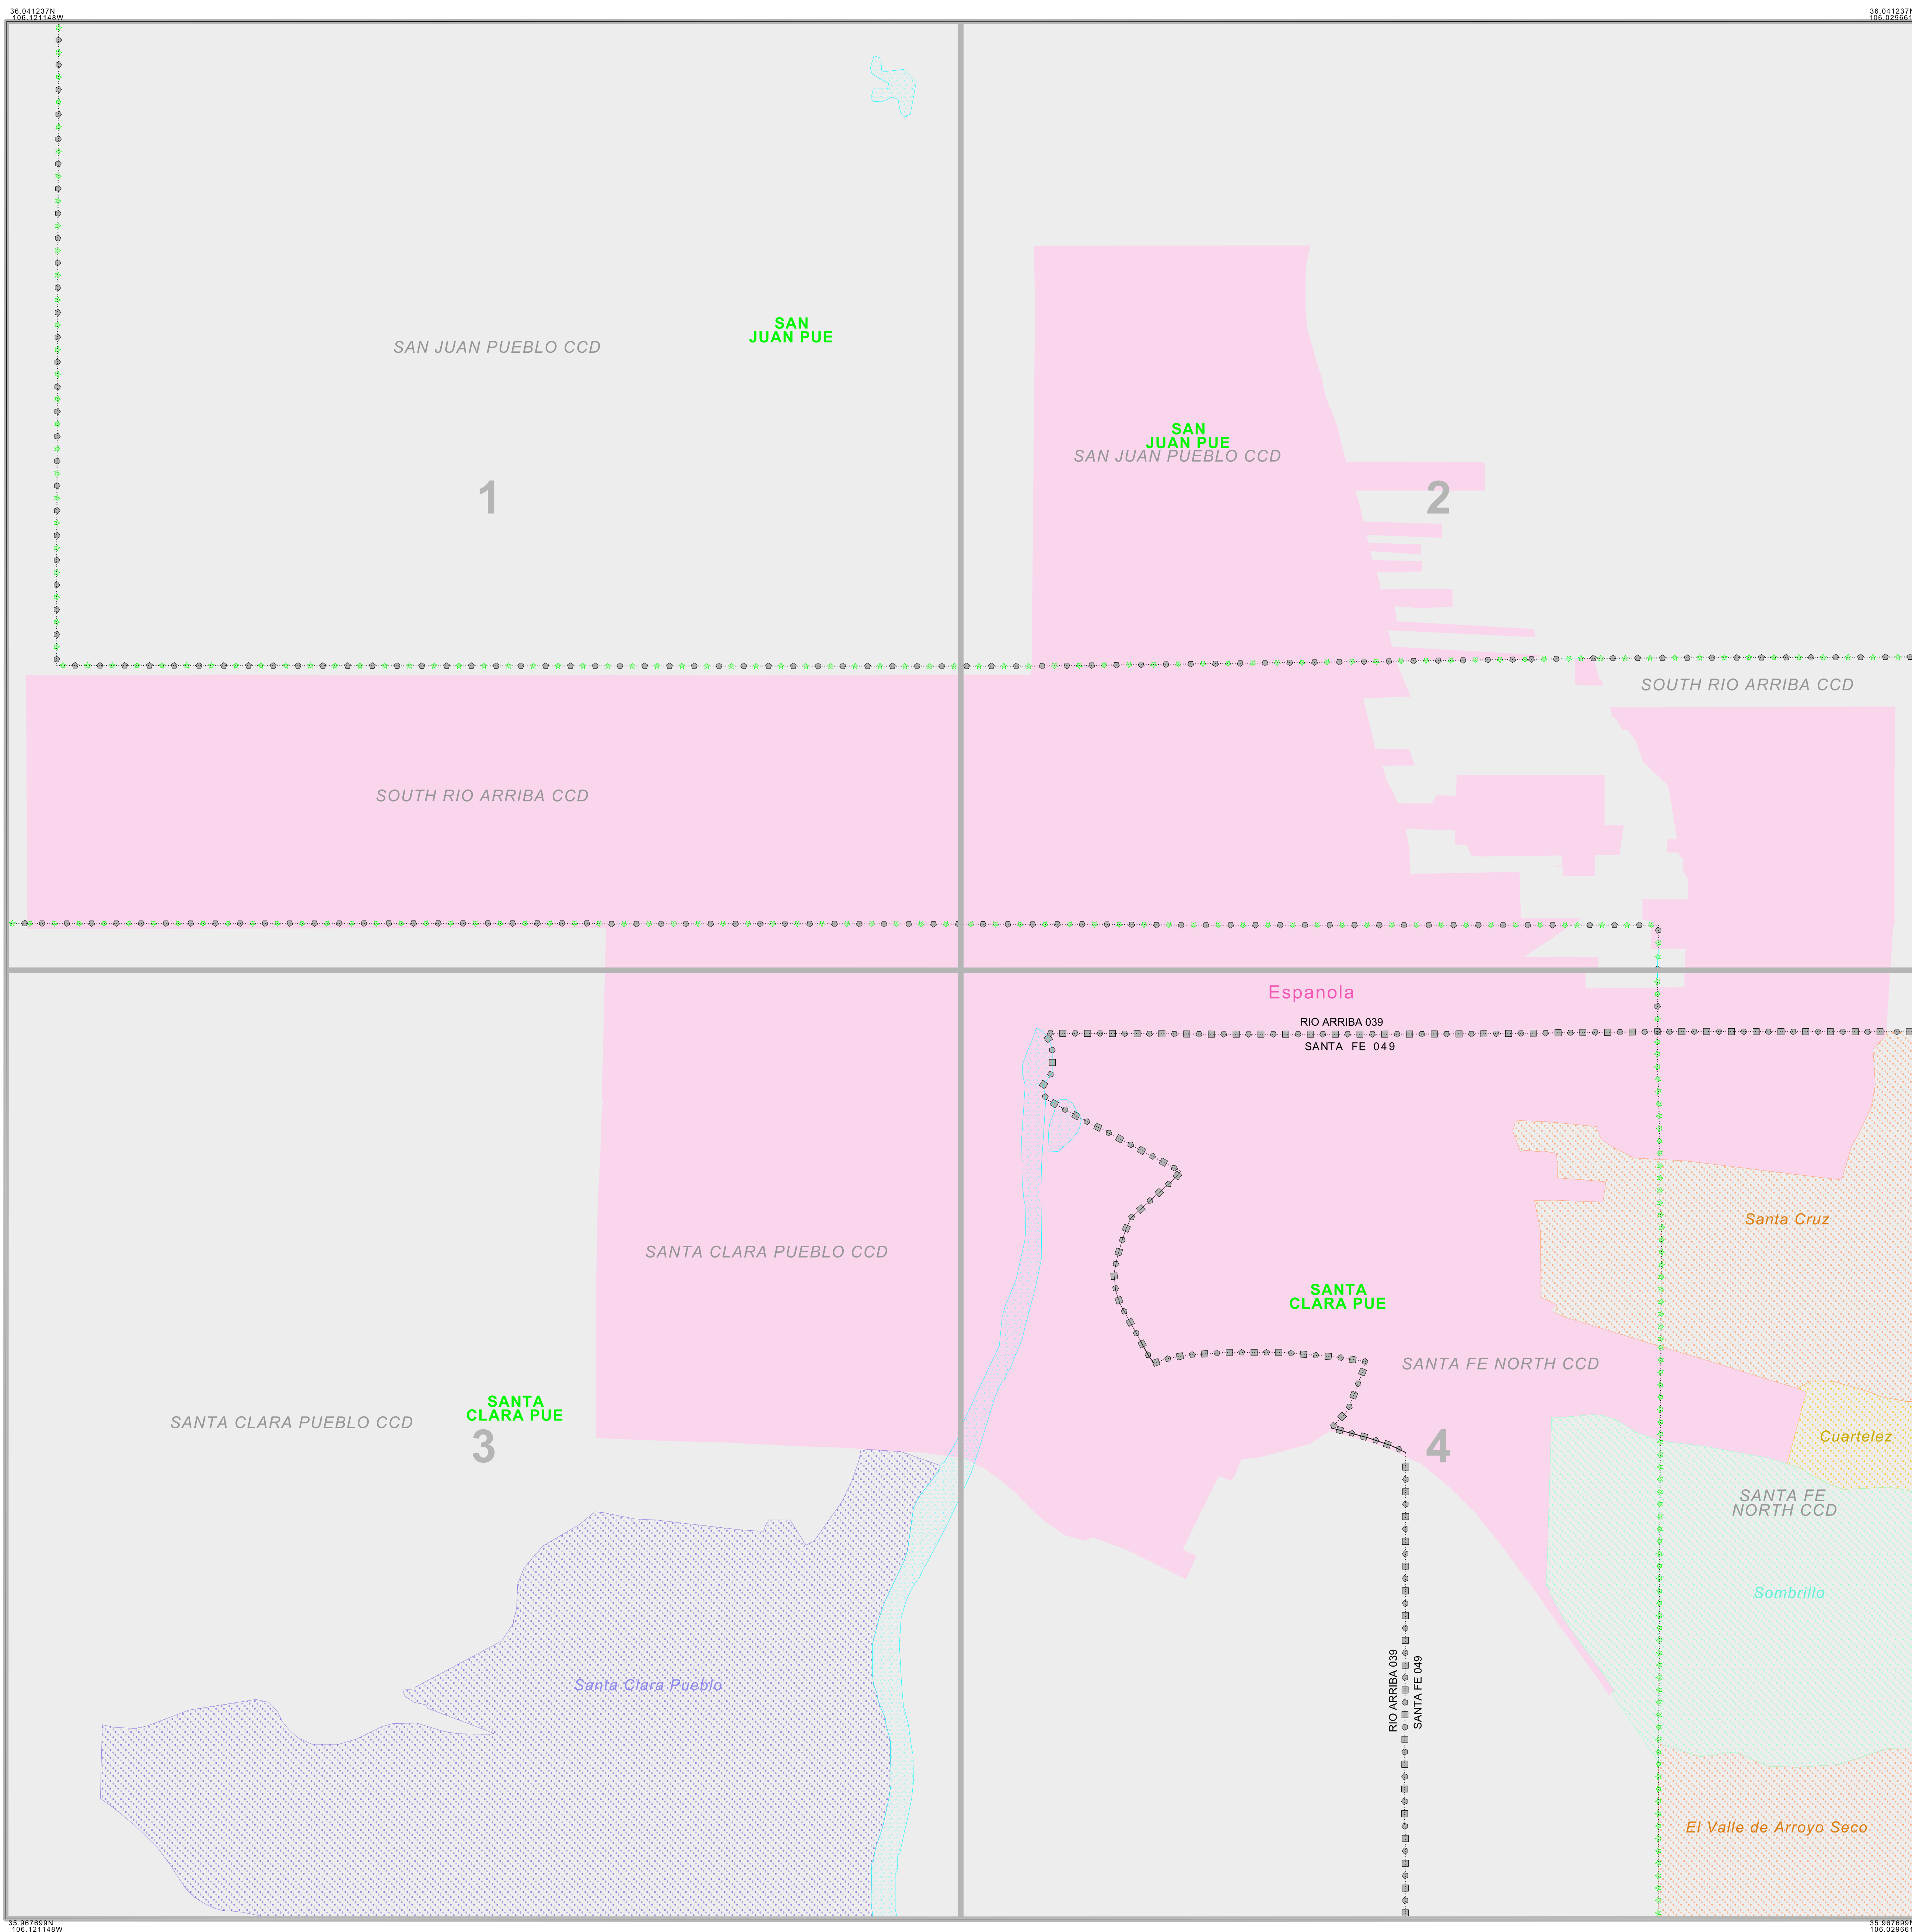 36.041237N
106.121148W
36.041237N
106.029661
SAN
JUAN PUE
SAN JUAN PUEBLO CCD
SAN
JUAN PUE
SAN JUAN PUEBLO CCD
1
2
SOUTH RIO ARRIBA CCD
SOUTH RIO ARRIBA CCD
Espanola
RIO ARRIBA 039
SANTA FE 049
Santa Cruz
SANTA CLARA PUEBLO CCD
SANTA
CLARA PUE
SANTA FE NORTH CCD
SANTA
CLARA PUE
SANTA CLARA PUEBLO CCD
3
4
Cuartelez
SANTA FE
NORTH CCD
Sombrillo
Santa Clara Pueblo
RIO ARRIBA 039
SANTA FE 049
El Valle de Arroyo Seco
35.967699N
106.121148W
35.967699N
106.029661